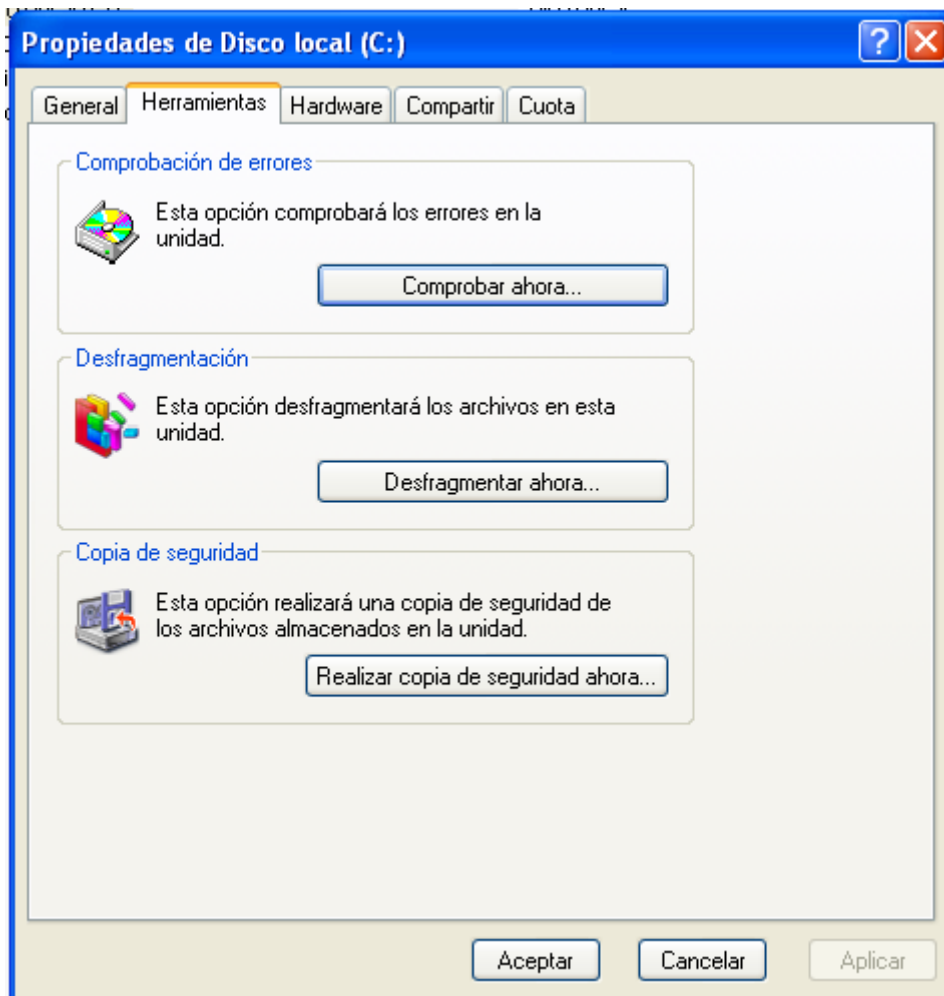 Propiedades de Disco local (C:)
General Herramientas Hardware Compartir Cuota
Comprobación de errores
Esta opción comprobará los errores en la
unidad.
Comprobar ahora...
Desfragmentación
Esta opción desfragmentará los archivos en esta
unidad.
Desfragmentar ahora...
Copia de seguridad
Esta opción realizará una copia de seguridad de
los archivos almacenados en la unidad.
Realizar copia de seguridad ahora...
Aceptar Cancelar Aplicar